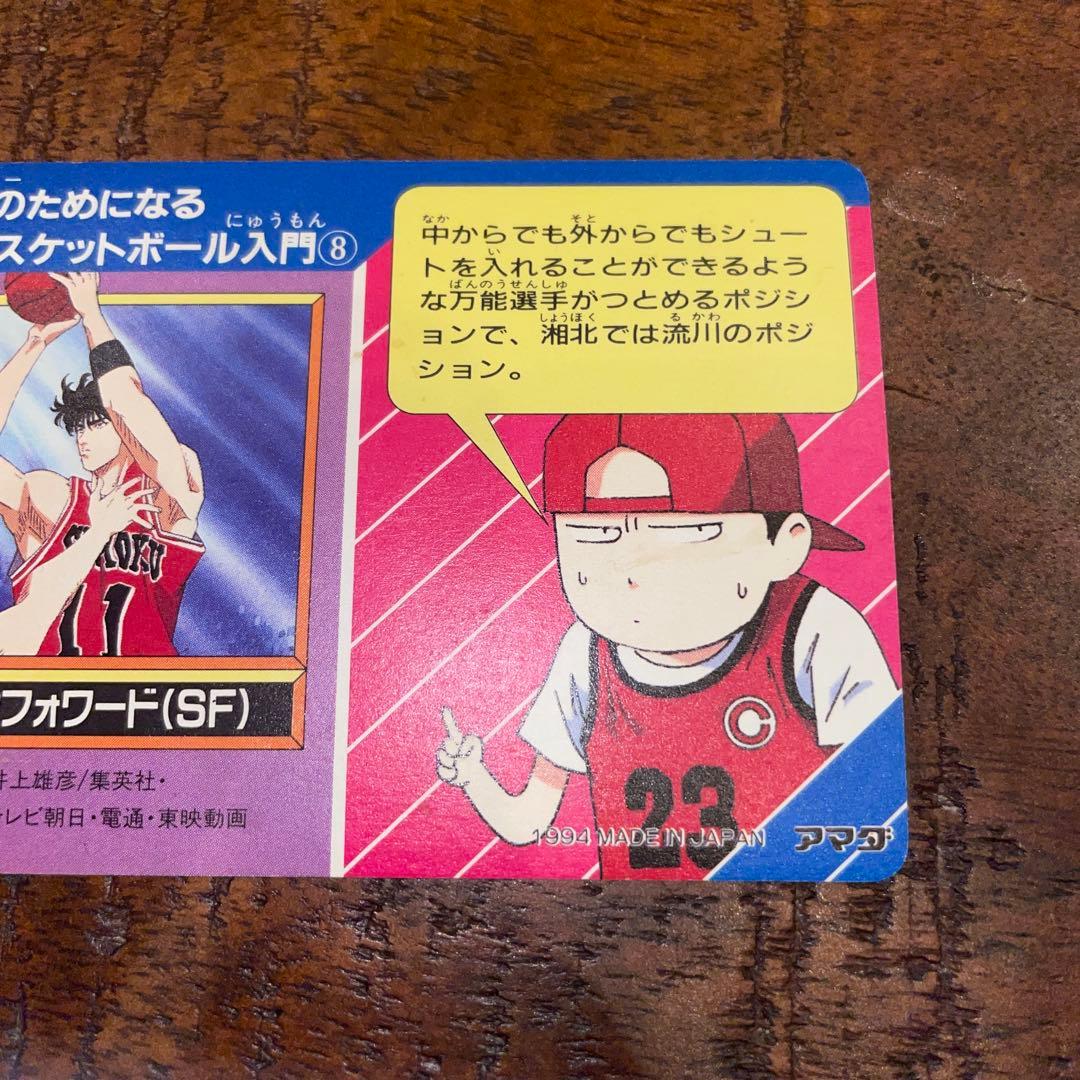 のためになる
にゅうもん
スケットボール入門⑧
なか そと
中からでも外からでもシュー
い
トを入れることができるよう
ばんのうせんしゅ
な万能選手がつとめるポジシ
しょうほく る かわ
ョンで、湘北では流川のポジ
ション。
11
フォワード(SF)
井上雄彦/集英社・
テレビ朝日・電通・東映動画
C
23
1994 MADE IN JAPAN アマダ